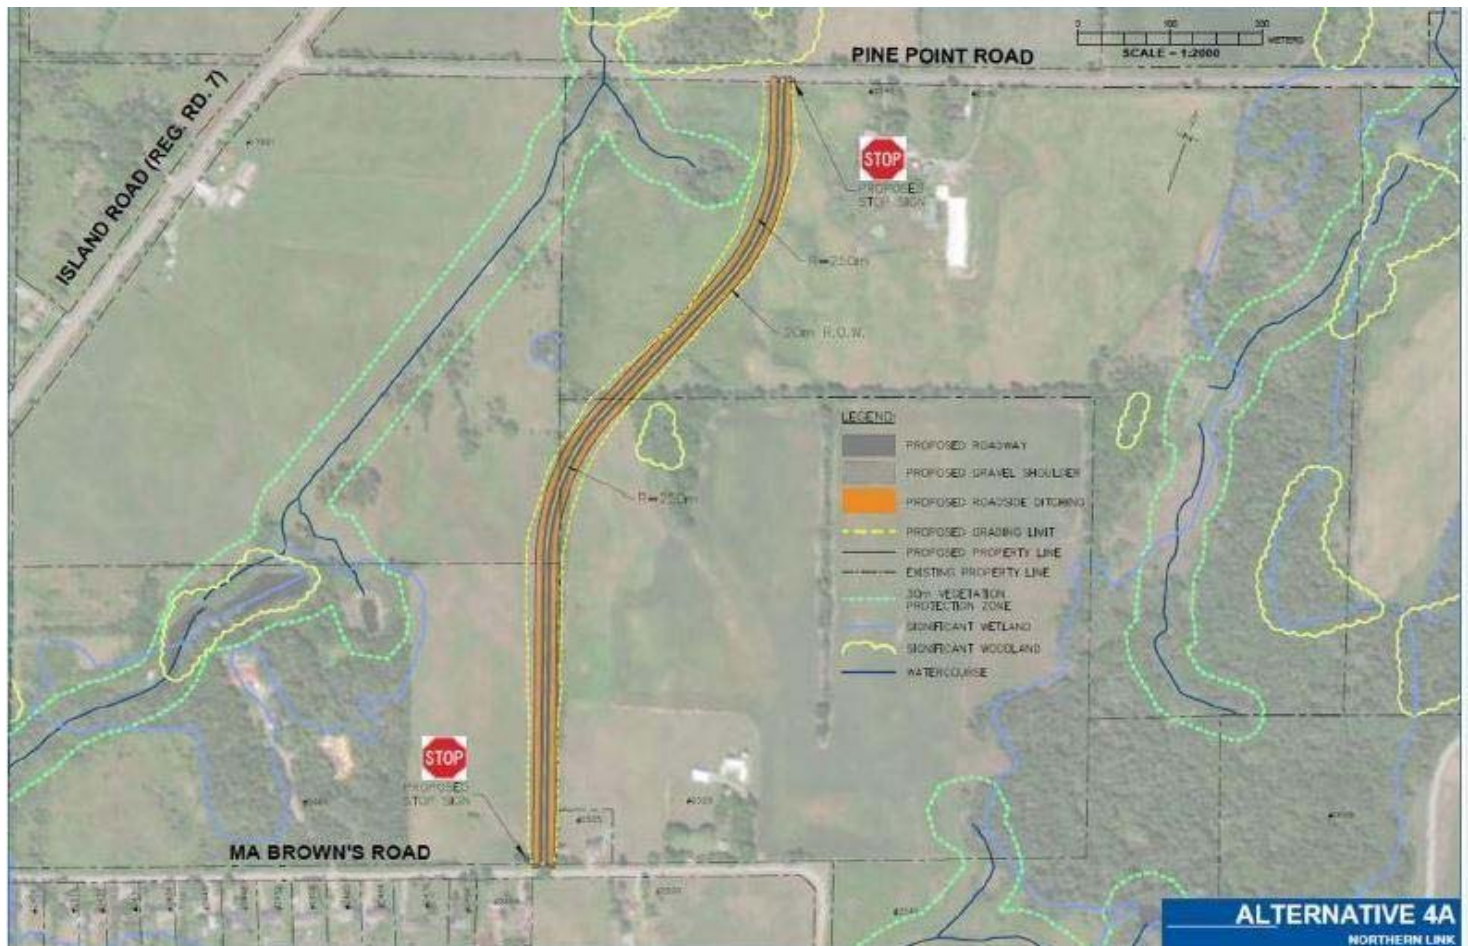 PINE POINT ROAD
0 100 200
METERS
SCALE - 1:2000
ISLAND ROAD (REG. RD. 7)
STOP
PROPOSED
STOP SIGN
R=250m
20m R.O.W.
LEGEND:
PROPOSED ROADWAY
PROPOSED GRAVEL SHOULDER
PROPOSED ROADSIDE DITCHING
PROPOSED GRADING LIMIT
PROPOSED PROPERTY LINE
EXISTING PROPERTY LINE
30m VEGETATION
PROTECTION ZONE
SIGNIFICANT WETLAND
SIGNIFICANT WOODLAND
WATERCOURSE
R=250m
STOP
PROPOSED
STOP SIGN
MA BROWN'S ROAD
ALTERNATIVE 4A
NORTHERN LINK